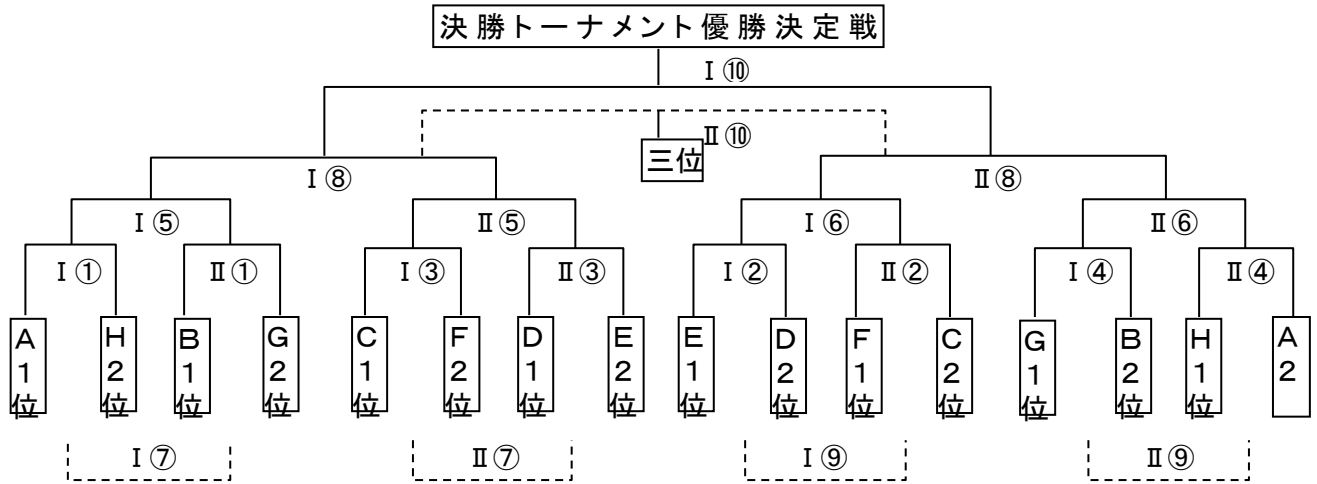 決勝トーナメント優勝決定戦
Ⅰ⑩
Ⅱ⑩
三位
Ⅰ⑧ Ⅱ⑧
Ⅰ⑤ Ⅱ⑤ Ⅰ⑥ Ⅱ⑥
Ⅰ① Ⅱ① Ⅰ③ Ⅱ③ Ⅰ② Ⅱ② Ⅰ④ Ⅱ④
A1位 H2位 B1位 G2位 C1位 F2位 D1位 E2位 E1位 D2位 F1位 C2位 G1位 B2位 H1位 A2
Ⅰ⑦ Ⅱ⑦ Ⅰ⑨ Ⅱ⑨